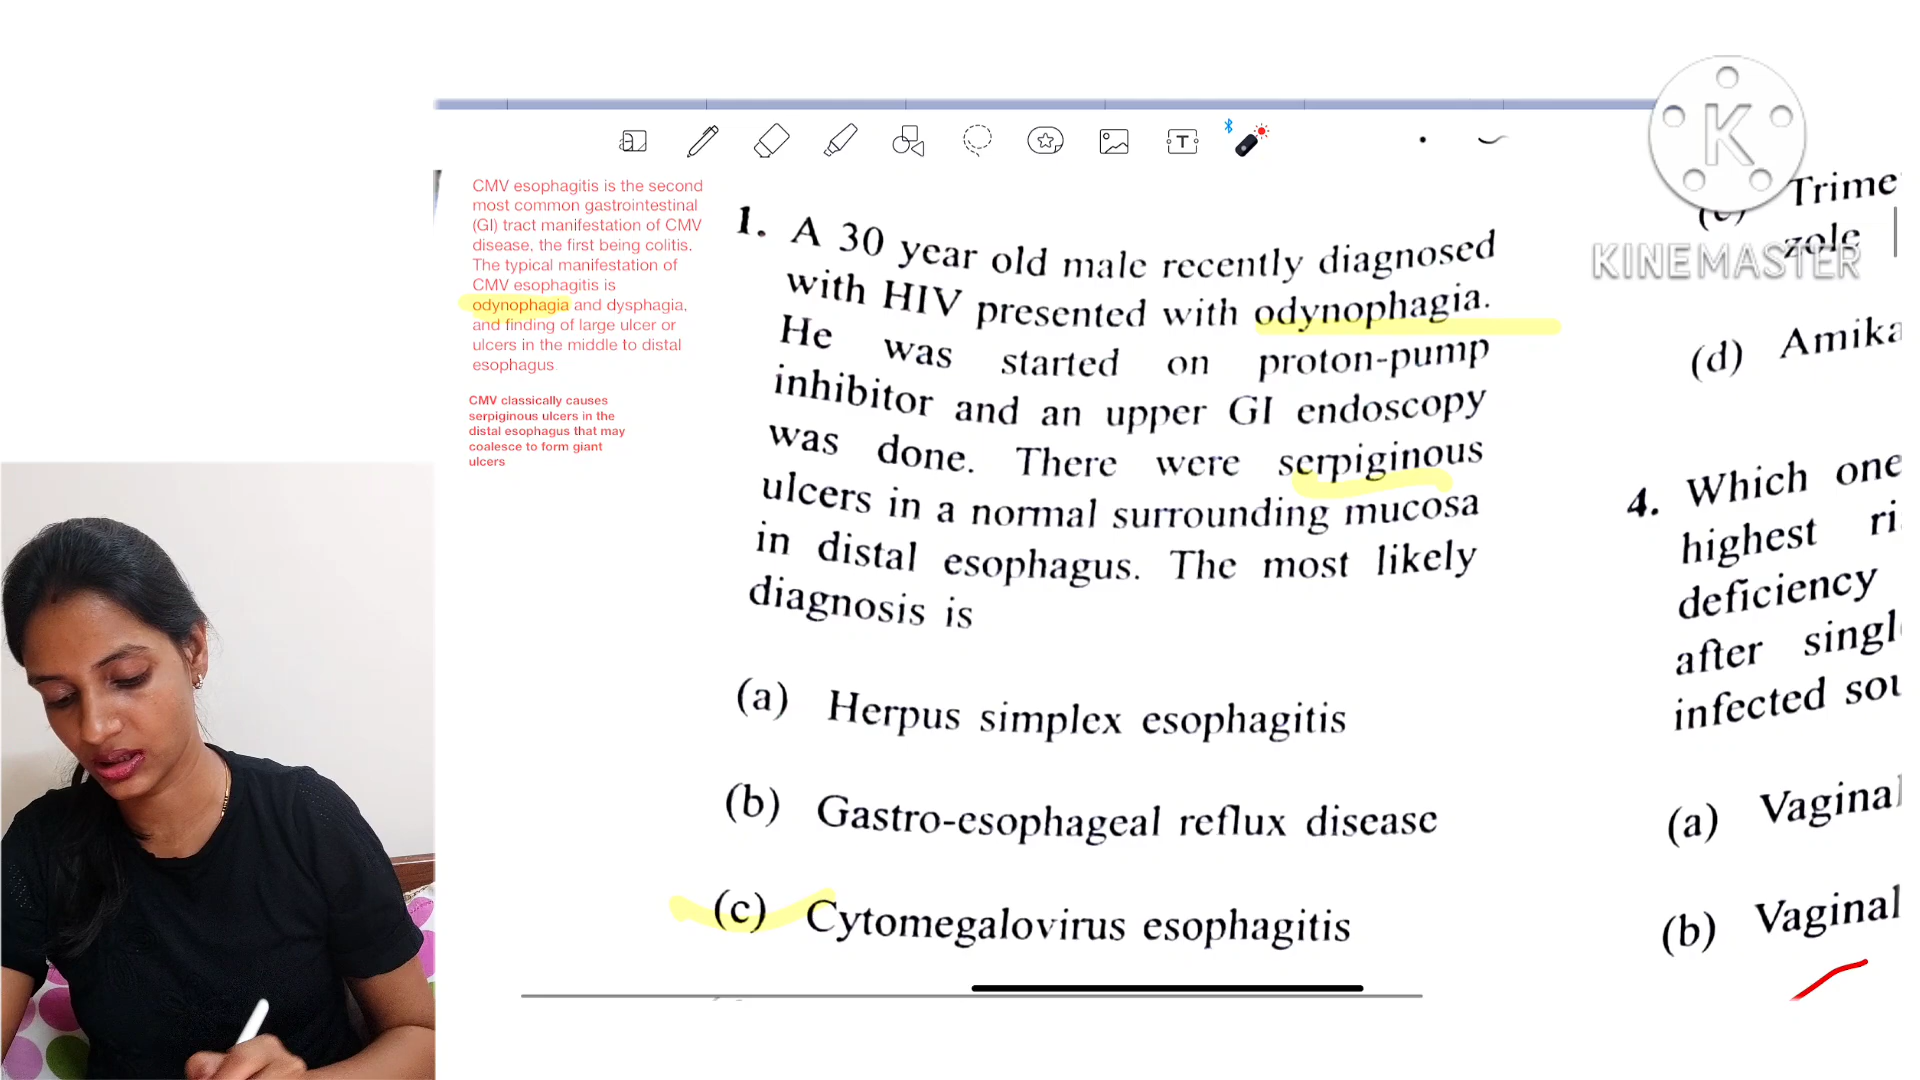 CMV esophagitis is the second
most common gastrointestinal
(GI) tract manifestation of CMV
disease, the first being colitis.
The typical manifestation of
CMV esophagitis is
odynophagia and dysphagia,
and finding of large ulcer or
ulcers in the middle to distal
esophagus
CMV classically causes
serpiginous ulcers in the
distal esophagus that may
coalesce to form giant
ulcers
1. A 30 year old male recently diagnosed
with HIV presented with odynophagia.
He was started on proton-pump
inhibitor and an upper GI endoscopy
was done. There were serpiginous
ulcers in a normal surrounding mucosa
in distal esophagus. The most likely
diagnosis is
(a) Herpus simplex esophagitis
(b) Gastro-esophageal reflux disease
(c) Cytomegalovirus esophagitis
(c) Trime
zole
(d) Amika
4. Which one
highest ri
deficiency
after singl
infected sou
(a) Vaginal
(b) Vaginal
T
K
KINEMASTER